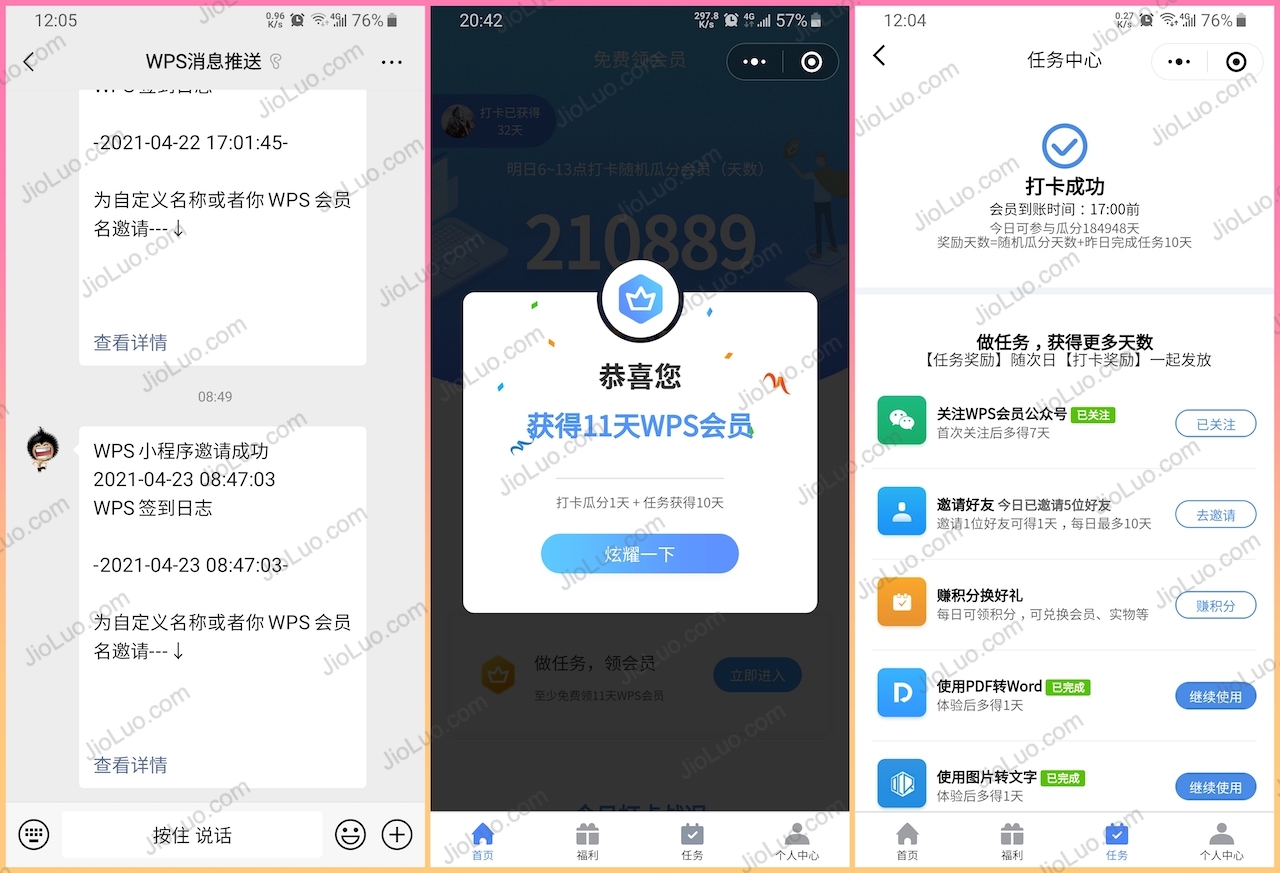 12:05
0.96 K/s 4G 76%
WPS消息推送
WPS 签到日志
-2021-04-22 17:01:45-
为自定义名称或者你 WPS 会员
名邀请---↓
查看详情
08:49
WPS 小程序邀请成功
2021-04-23 08:47:03
WPS 签到日志
-2021-04-23 08:47:03-
为自定义名称或者你 WPS 会员
名邀请---↓
查看详情
按住 说话
20:42
297.8 K/s 4G 57%
免费领会员
打卡已获得
32天
明日6~13点打卡随机瓜分会员（天数）
210889
恭喜您
获得11天WPS会员
打卡瓜分1天 + 任务获得10天
炫耀一下
做任务，领会员
至少免费领11天WPS会员
立即进入
今日打卡战况
首页
福利
任务
个人中心
12:04
0.27 K/s 4G 76%
任务中心
打卡成功
会员到账时间：17:00前
今日可参与瓜分184948天
奖励天数=随机瓜分天数+昨日完成任务10天
做任务，获得更多天数
【任务奖励】随次日【打卡奖励】一起发放
关注WPS会员公众号 已关注
首次关注后多得7天
已关注
邀请好友 今日已邀请5位好友
邀请1位好友可得1天，每日最多10天
去邀请
赚积分换好礼
每日可领积分，可兑换会员、实物等
赚积分
使用PDF转Word 已完成
体验后多得1天
继续使用
使用图片转文字 已完成
体验后多得1天
继续使用
首页
福利
任务
个人中心
JioLuo.com